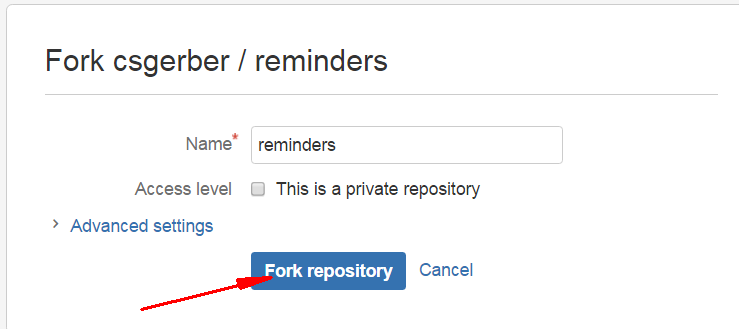 Fork csgerber / reminders
Name*
reminders
Access level
This is a private repository
Advanced settings
Fork repository
Cancel